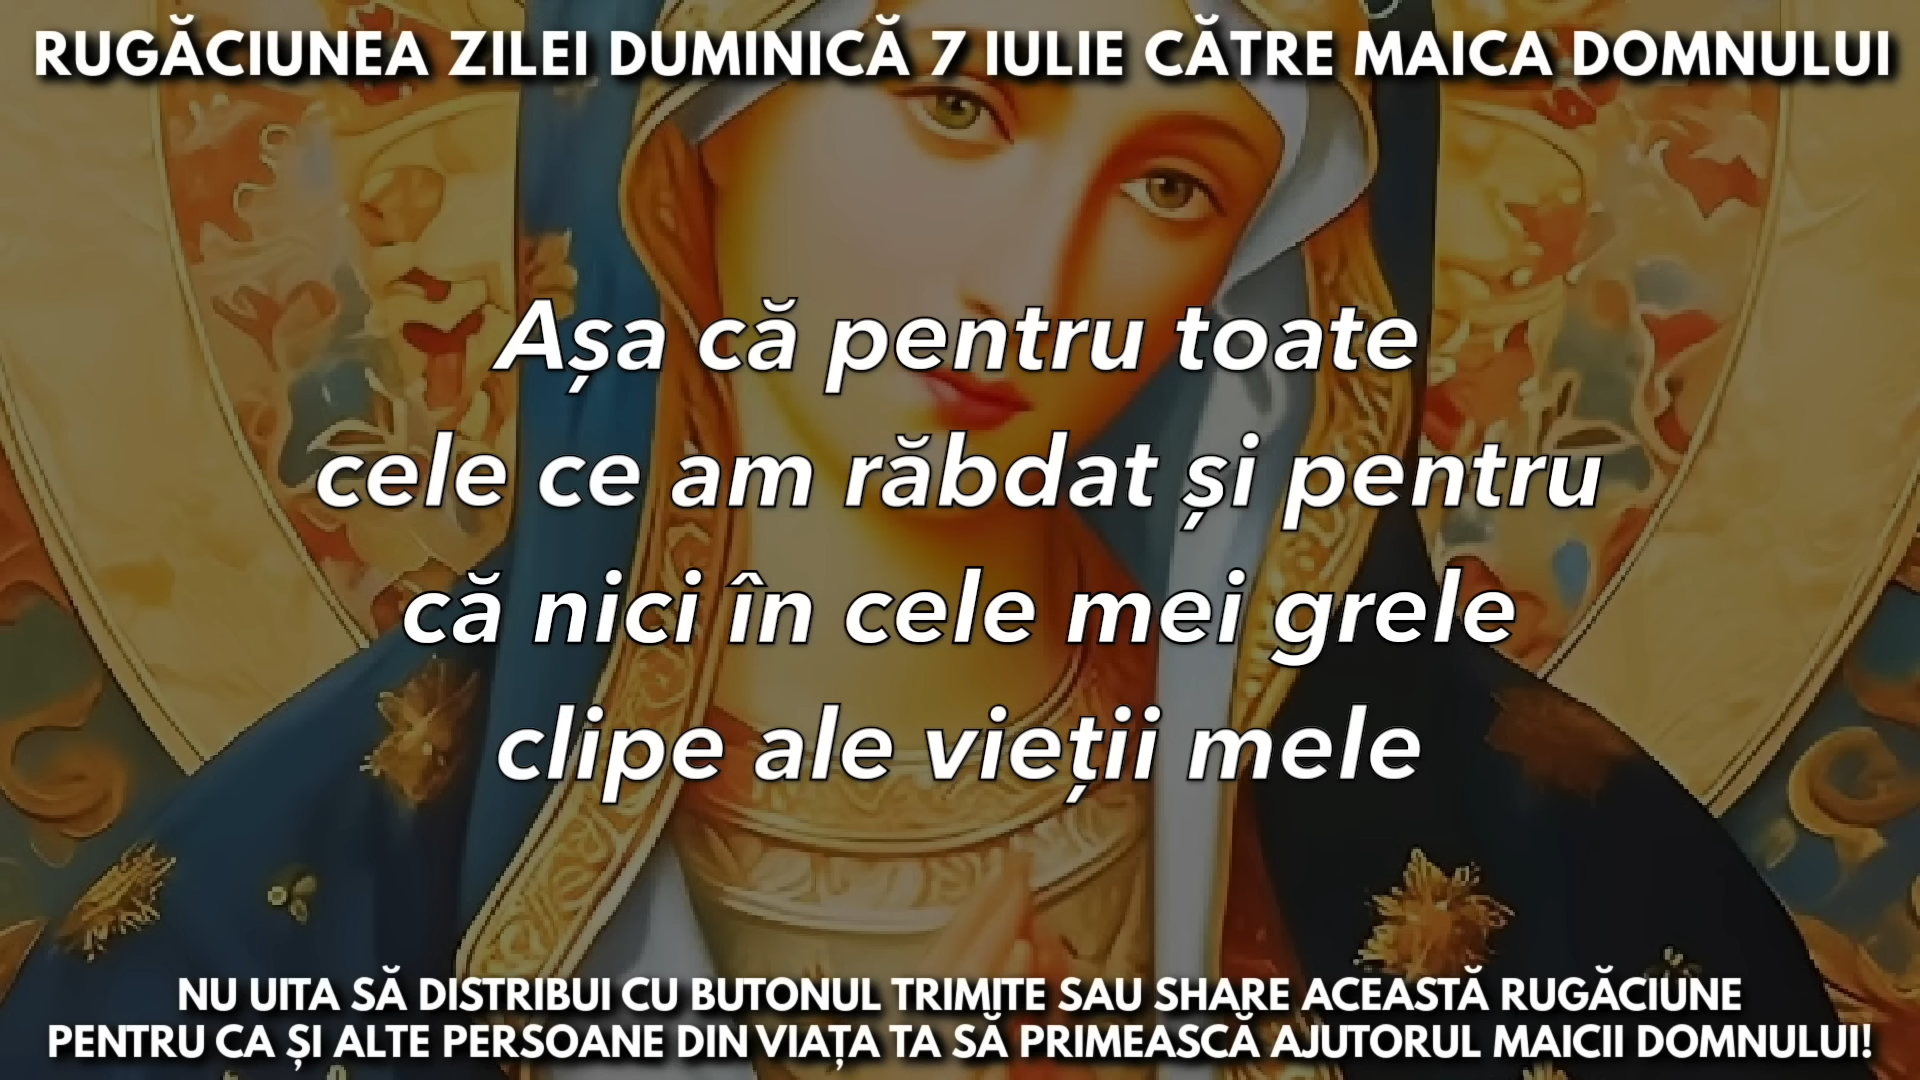 RUGĂCIUNEA ZILEI DUMINICĂ 7 IULIE CĂTRE MAICA DOMNULUI
Așa că pentru toate
cele ce am răbdat și pentru
că nici în cele mei grele
clipe ale vieții mele
NU UITA SĂ DISTRIBUI CU BUTONUL TRIMITE SAU SHARE ACEASTĂ RUGĂCIUNE
PENTRU CA ȘI ALTE PERSOANE DIN VIAȚA TA SĂ PRIMEASCĂ AJUTORUL MAICII DOMNULUI!